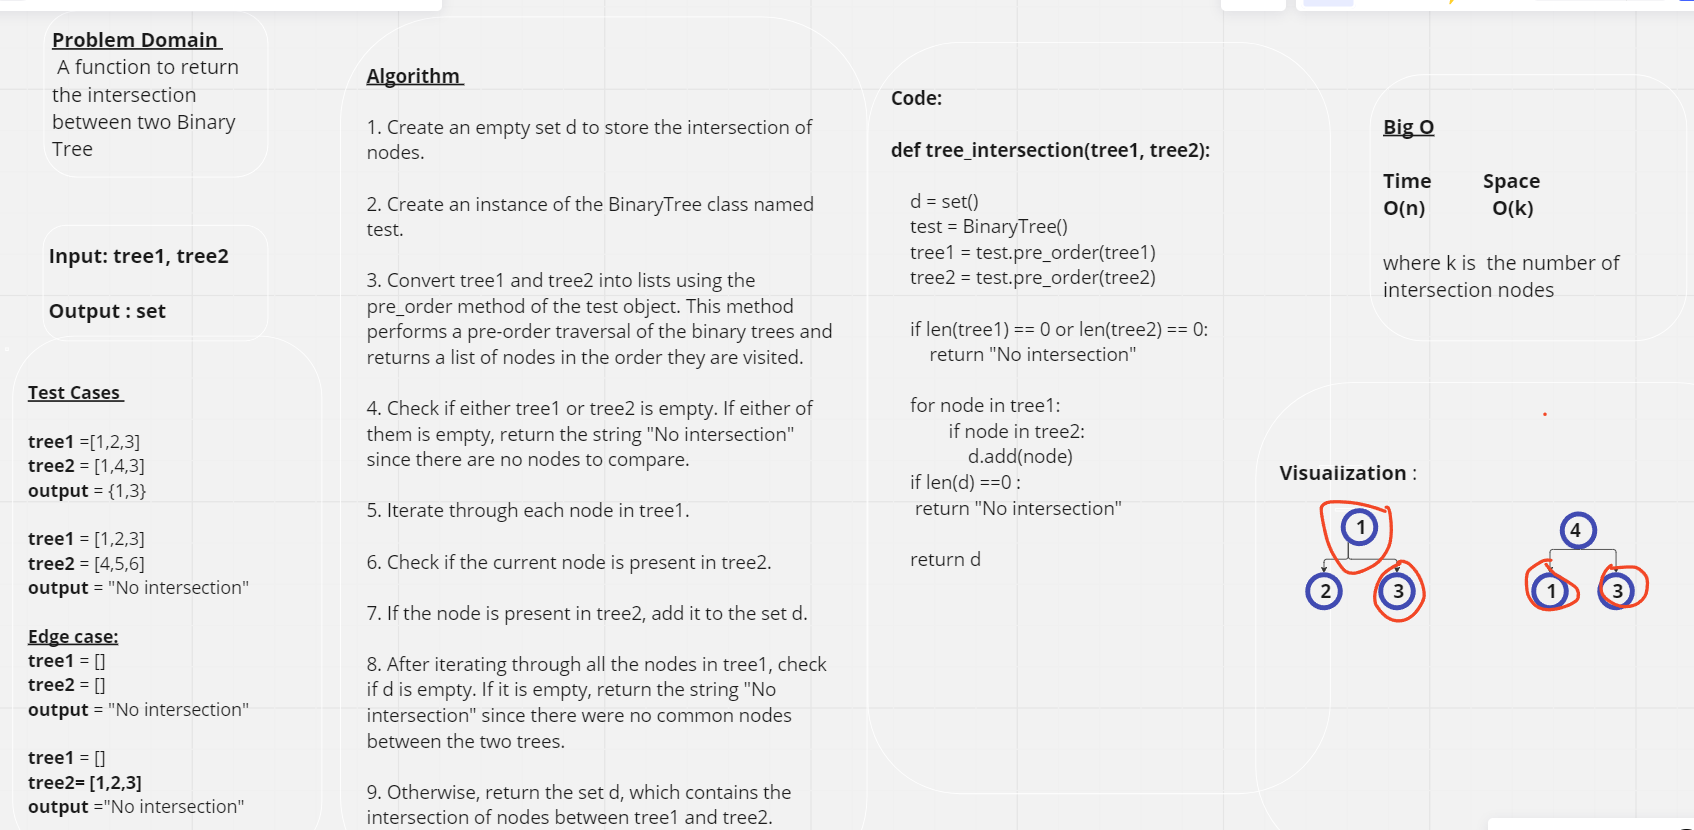 Problem Domain
A function to return
the intersection
between two Binary
Tree
Input: tree1, tree2
Output : set
Test Cases
tree1 =[1,2,3]
tree2 = [1,4,3]
output = {1,3}
tree1 = [1,2,3]
tree2 = [4,5,6]
output = "No intersection"
Edge case:
tree1 = []
tree2 = []
output = "No intersection"
tree1 = []
tree2= [1,2,3]
output ="No intersection"
Algorithm
1. Create an empty set d to store the intersection of
nodes.
2. Create an instance of the BinaryTree class named
test.
3. Convert tree1 and tree2 into lists using the
pre_order method of the test object. This method
performs a pre-order traversal of the binary trees and
returns a list of nodes in the order they are visited.
4. Check if either tree1 or tree2 is empty. If either of
them is empty, return the string "No intersection"
since there are no nodes to compare.
5. Iterate through each node in tree1.
6. Check if the current node is present in tree2.
7. If the node is present in tree2, add it to the set d.
8. After iterating through all the nodes in tree1, check
if d is empty. If it is empty, return the string "No
intersection" since there were no common nodes
between the two trees.
9. Otherwise, return the set d, which contains the
intersection of nodes between tree1 and tree2.
Code:
def tree_intersection(tree1, tree2):
d = set()
test = BinaryTree()
tree1 = test.pre_order(tree1)
tree2 = test.pre_order(tree2)
if len(tree1) == 0 or len(tree2) == 0:
return "No intersection"
for node in tree1:
if node in tree2:
d.add(node)
if len(d) ==0 :
return "No intersection"
return d
Big O
Time Space
O(n) O(k)
where k is the number of
intersection nodes
Visualization :
1
2 3
4
1 3